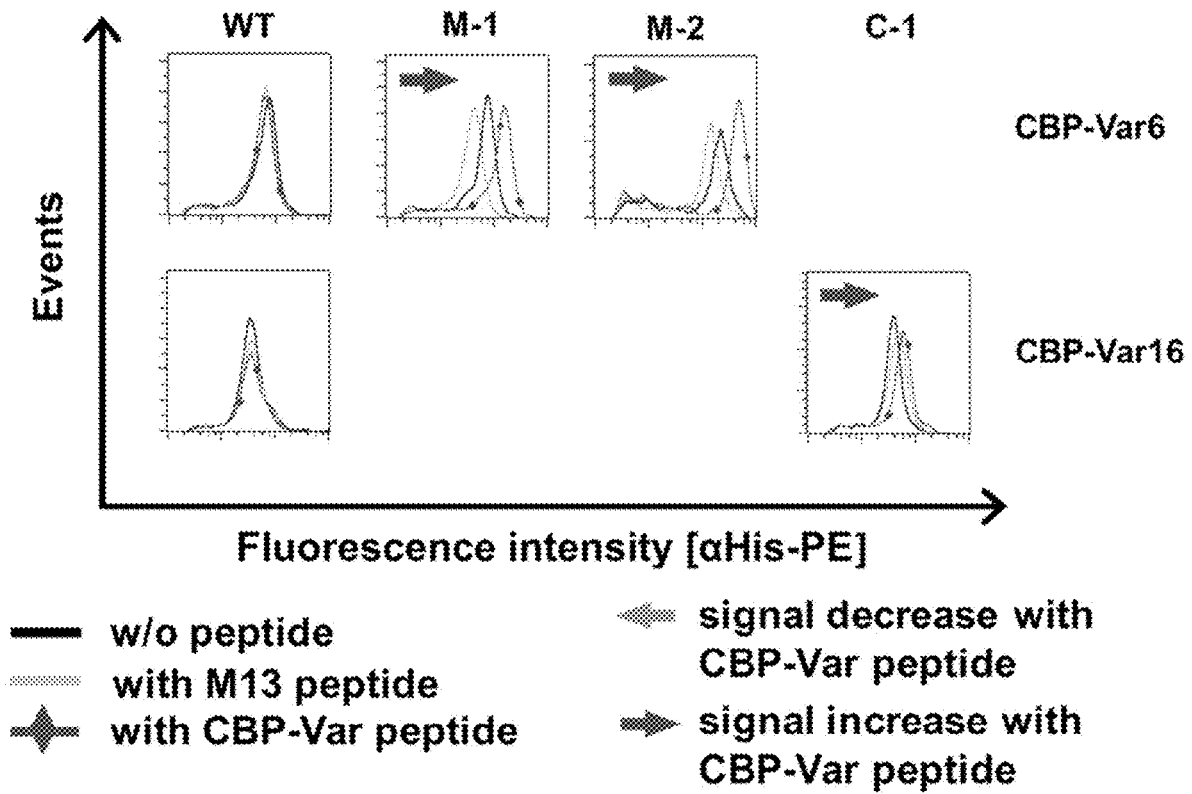 WT
M-1
M-2
C-1
CBP-Var6
Events
CBP-Var16
Fluorescence intensity [αHis-PE]
w/o peptide
with M13 peptide
with CBP-Var peptide
signal decrease with
CBP-Var peptide
signal increase with
CBP-Var peptide